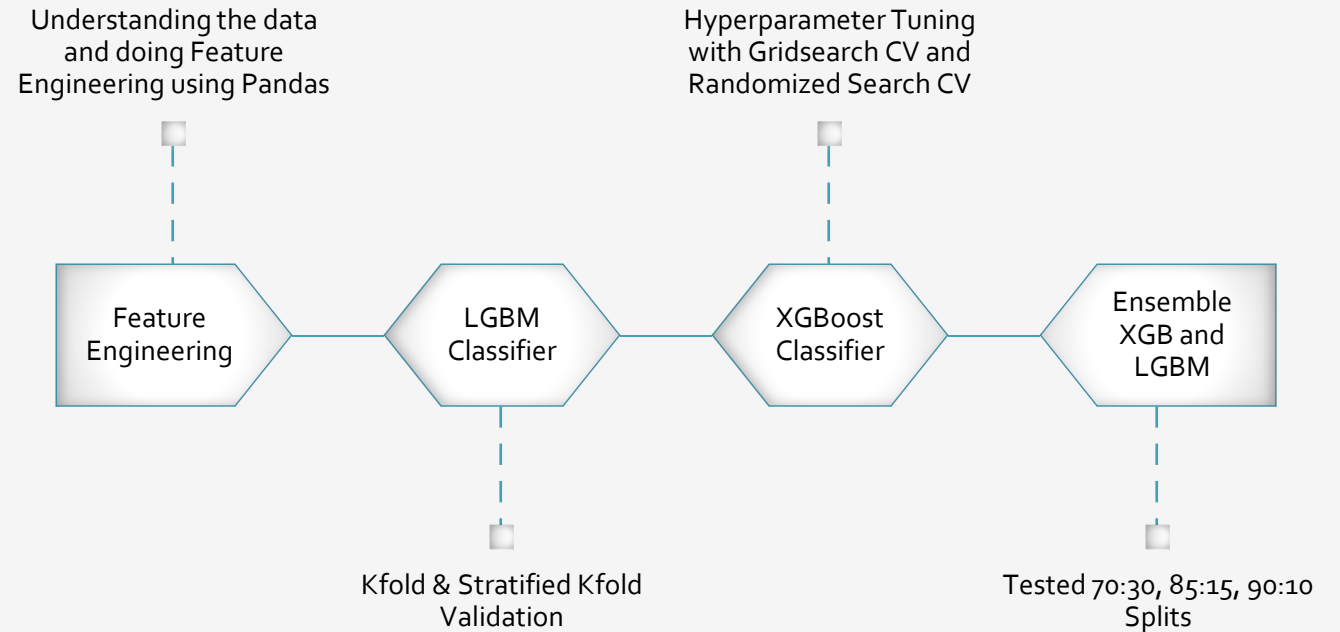 Understanding the data
and doing Feature
Engineering using Pandas
Hyperparameter Tuning
with Gridsearch CV and
Randomized Search CV
Feature
Engineering
LGBM
Classifier
XGBoost
Classifier
Ensemble
XGB and
LGBM
Kfold & Stratified Kfold
Validation
Tested 70:30, 85:15, 90:10
Splits